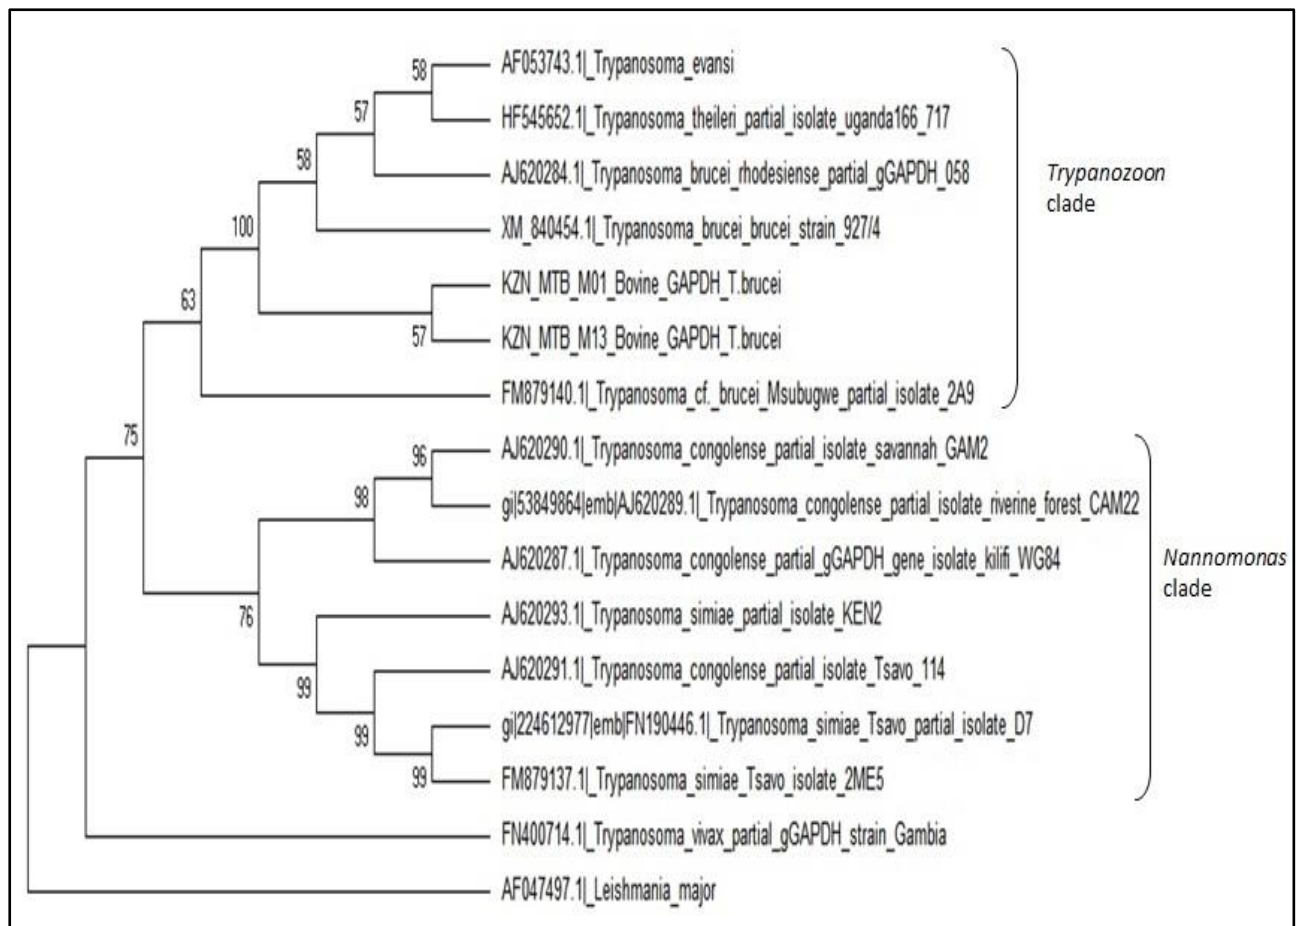 58
AF053743.1|_Trypanosoma_evansi
57
HF545652.1|_Trypanosoma_theileri_partial_isolate_uganda166_717
58
AJ620284.1|_Trypanosoma_brucei_rhodesiense_partial_gGAPDH_058
Trypanozoon
clade
100
XM_840454.1|_Trypanosoma_brucei_brucei_strain_927/4
63
KZN_MTB_M01_Bovine_GAPDH_T.brucei
57
KZN_MTB_M13_Bovine_GAPDH_T.brucei
FM879140.1|_Trypanosoma_cf._brucei_Msubugwe_partial_isolate_2A9
75
96
AJ620290.1|_Trypanosoma_congolense_partial_isolate_savannah_GAM2
98
gi|53849864|emb|AJ620289.1|_Trypanosoma_congolense_partial_isolate_riverine_forest_CAM22
AJ620287.1|_Trypanosoma_congolense_partial_gGAPDH_gene_isolate_kilifi_WG84
Nannomonas
clade
76
AJ620293.1|_Trypanosoma_simiae_partial_isolate_KEN2
99
AJ620291.1|_Trypanosoma_congolense_partial_isolate_Tsavo_114
99
gi|224612977|emb|FN190446.1|_Trypanosoma_simiae_Tsavo_partial_isolate_D7
99
FM879137.1|_Trypanosoma_simiae_Tsavo_isolate_2ME5
FN400714.1|_Trypanosoma_vivax_partial_gGAPDH_strain_Gambia
AF047497.1|_Leishmania_major